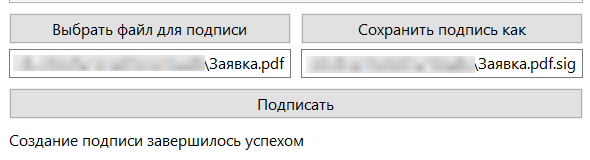 Выбрать файл для подписи
Сохранить подпись как
\Заявка.pdf
\Заявка.pdf.sig
Подписать
Создание подписи завершилось успехом